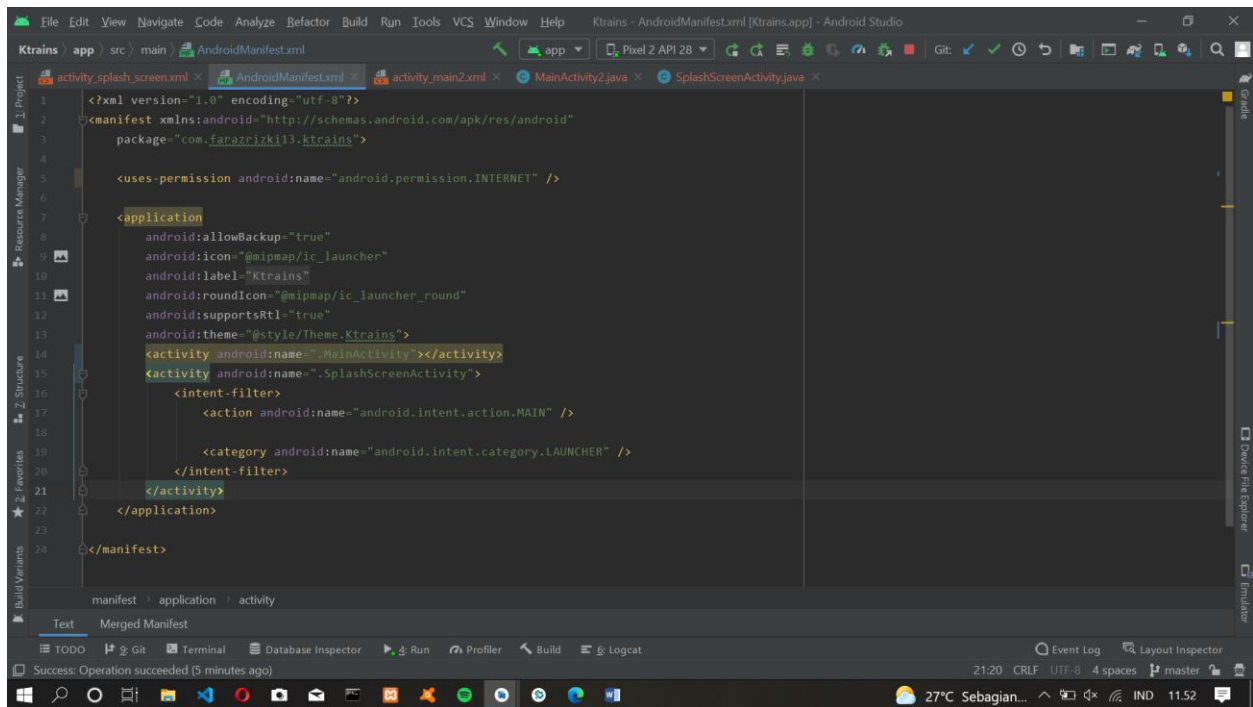 File Edit View Navigate Code Analyze Refactor Build Run Tools VCS Window Help Ktrains - AndroidManifest.xml [Ktrains.app] - Android Studio
Ktrains app src main AndroidManifest.xml app Pixel 2 API 28 Git:
activity_splash_screen.xml AndroidManifest.xml activity_main2.xml MainActivity2.java SplashScreenActivity.java
1: Project
Resource Manager
7: Structure
2: Favorites
Build Variants
1 <?xml version="1.0" encoding="utf-8"?>
2 <manifest xmlns:android="http://schemas.android.com/apk/res/android"
3 package="com.farazrizki13.ktrains">
4
5 <uses-permission android:name="android.permission.INTERNET" />
6
7 <application
8 android:allowBackup="true"
9 android:icon="@mipmap/ic_launcher"
10 android:label="Ktrains"
11 android:roundIcon="@mipmap/ic_launcher_round"
12 android:supportsRtl="true"
13 android:theme="@style/Theme.Ktrains">
14 <activity android:name=".MainActivity"></activity>
15 <activity android:name=".SplashScreenActivity">
16 <intent-filter>
17 <action android:name="android.intent.action.MAIN" />
18
19 <category android:name="android.intent.category.LAUNCHER" />
20 </intent-filter>
21 </activity>
22 </application>
23
24 </manifest>
Gradle
Device File Explorer
Emulator
manifest application activity
Text Merged Manifest
TODO 9: Git Terminal Database Inspector 4: Run Profiler Build 6: Logcat Event Log Layout Inspector
Success: Operation succeeded (5 minutes ago) 21:20 CRLF UTF-8 4 spaces master
27°C Sebagian... IND 11.52